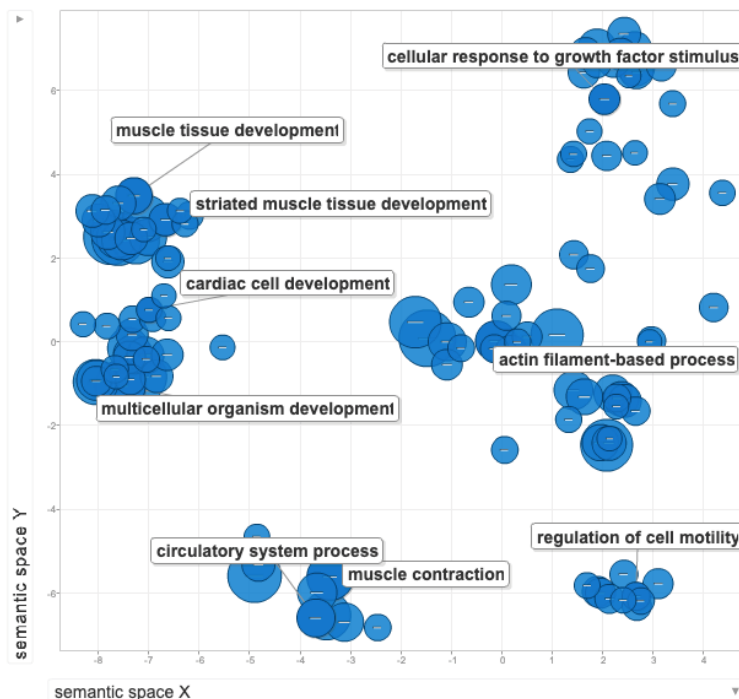 cellular response to growth factor stimulus
6
muscle tissue development
4
striated muscle tissue development
2
cardiac cell development
0
actin filament-based process
multicellular organism development
-2
-4
regulation of cell motility
circulatory system process
muscle contraction
-6
semantic space Y
-8 -7 -6 -5 -4 -3 -2 -1 0 1 2 3 4
semantic space X